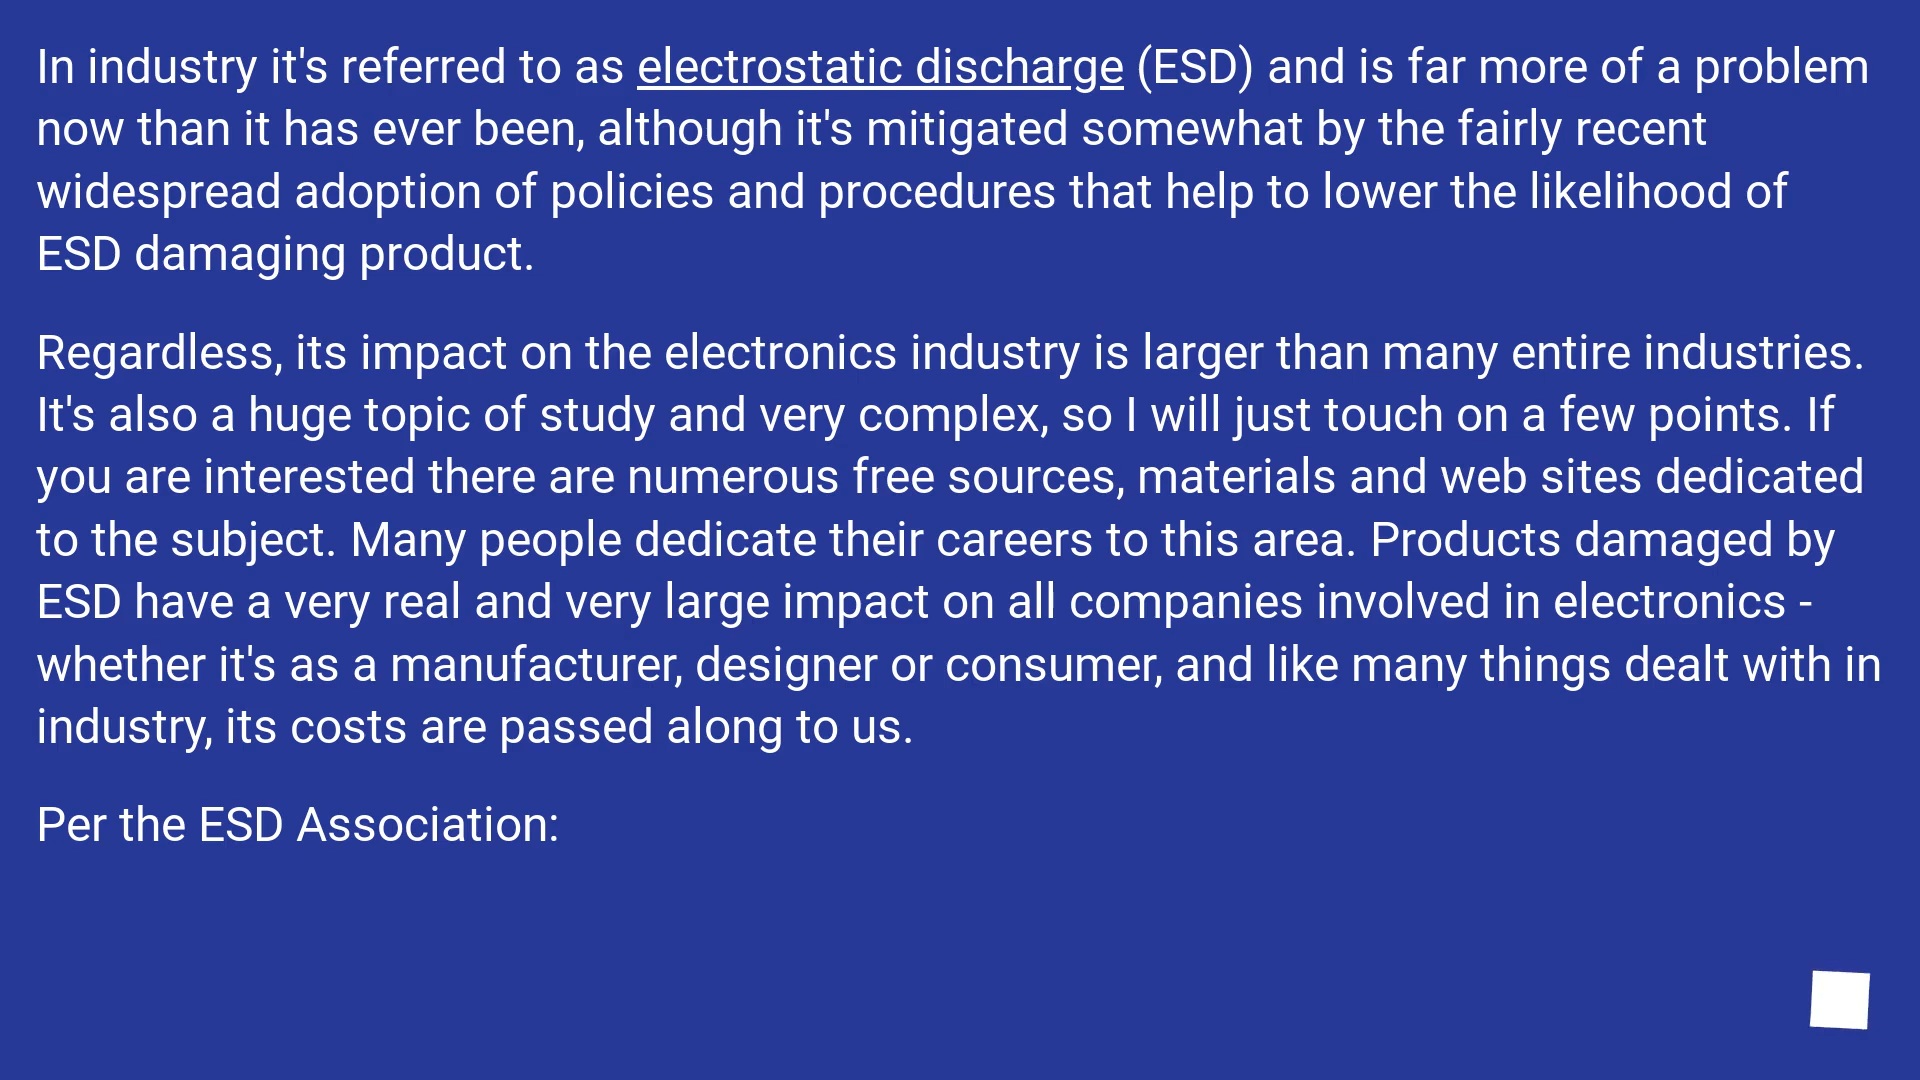 In industry it's referred to as electrostatic discharge (ESD) and is far more of a problem
now than it has ever been, although it's mitigated somewhat by the fairly recent
widespread adoption of policies and procedures that help to lower the likelihood of
ESD damaging product.
Regardless, its impact on the electronics industry is larger than many entire industries.
It's also a huge topic of study and very complex, so I will just touch on a few points. If
you are interested there are numerous free sources, materials and web sites dedicated
to the subject. Many people dedicate their careers to this area. Products damaged by
ESD have a very real and very large impact on all companies involved in electronics -
whether it's as a manufacturer, designer or consumer, and like many things dealt with in
industry, its costs are passed along to us.
Per the ESD Association: